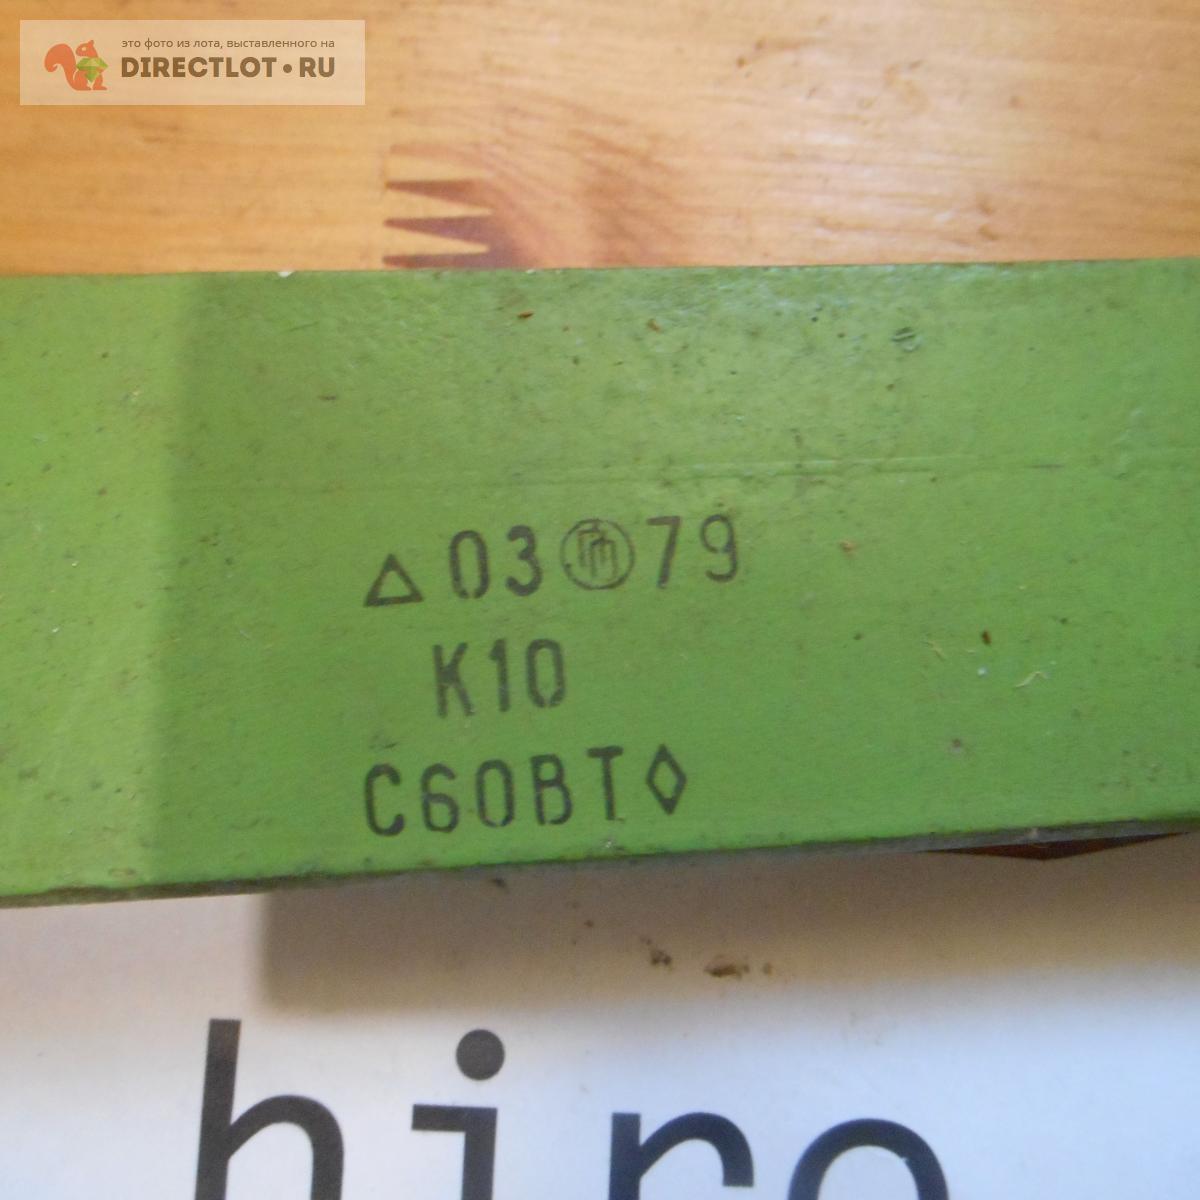 это фото из лота, выставленного на
DIRECTLOT•RU
△ 03 79
К10
С60ВТ◊
hiro